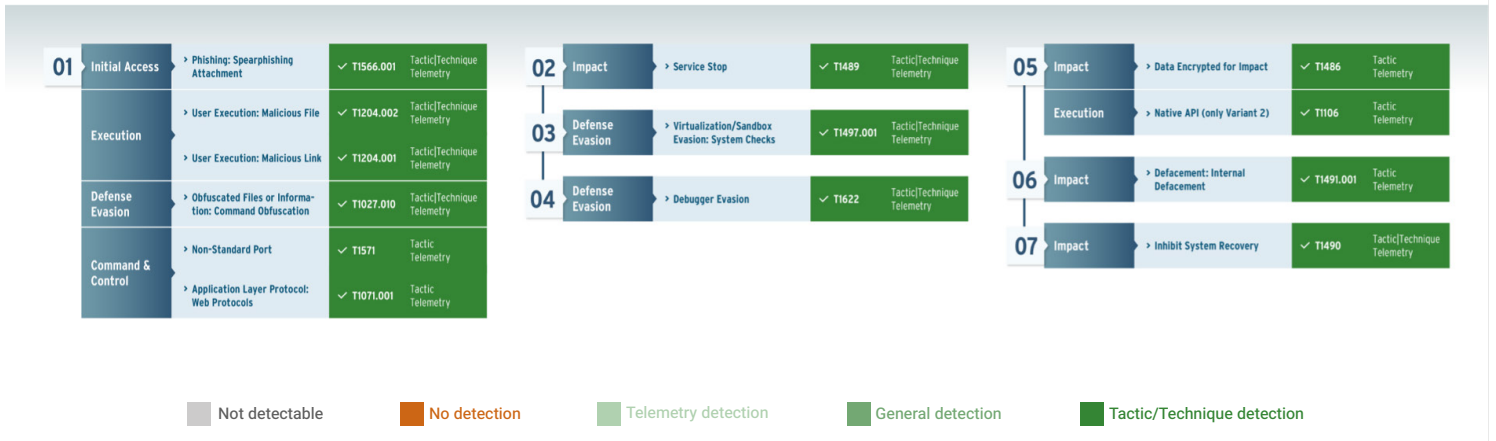 01
Initial Access
> Phishing: Spearphishing
Attachment
✓ T1566.001
Tactic|Technique
Telemetry
Execution
> User Execution: Malicious File
✓ T1204.002
Tactic|Technique
Telemetry
> User Execution: Malicious Link
✓ T1204.001
Tactic|Technique
Telemetry
Defense
Evasion
> Obfuscated Files or Informa-
tion: Command Obfuscation
✓ T1027.010
Tactic|Technique
Telemetry
Command &
Control
> Non-Standard Port
✓ T1571
Tactic
Telemetry
> Application Layer Protocol:
Web Protocols
✓ T1071.001
Tactic
Telemetry
02
Impact
> Service Stop
✓ T1489
Tactic|Technique
Telemetry
03
Defense
Evasion
> Virtualization/Sandbox
Evasion: System Checks
✓ T1497.001
Tactic|Technique
Telemetry
04
Defense
Evasion
> Debugger Evasion
✓ T1622
Tactic|Technique
Telemetry
05
Impact
> Data Encrypted for Impact
✓ T1486
Tactic
Telemetry
Execution
> Native API (only Variant 2)
✓ T1106
Tactic
Telemetry
06
Impact
> Defacement: Internal
Defacement
✓ T1491.001
Tactic
Telemetry
07
Impact
> Inhibit System Recovery
✓ T1490
Tactic|Technique
Telemetry
Not detectable
No detection
Telemetry detection
General detection
Tactic/Technique detection